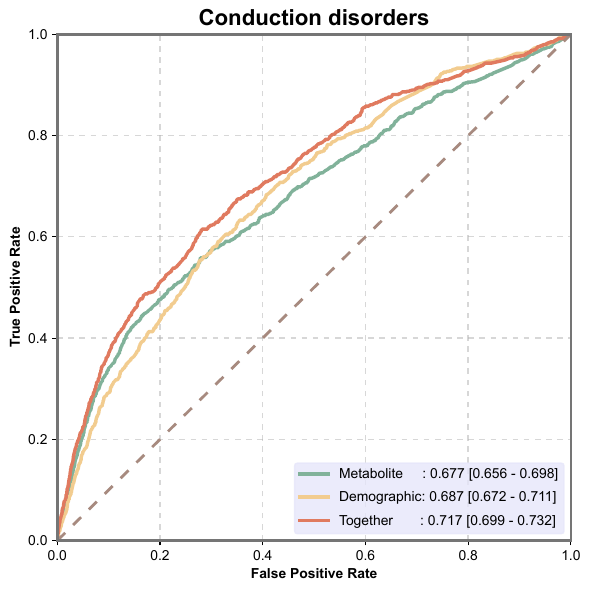 Conduction disorders
1.0
0.8
0.6
0.4
0.2
0.0
True Positive Rate
Metabolite : 0.677 [0.656 - 0.698]
Demographic: 0.687 [0.672 - 0.711]
Together : 0.717 [0.699 - 0.732]
0.0 0.2 0.4 0.6 0.8 1.0
False Positive Rate